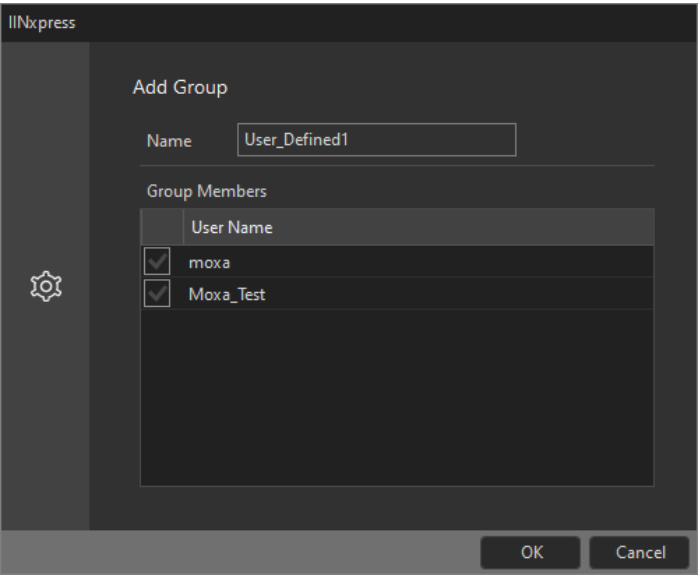 IINxpress
Add Group
Name User_Defined1
Group Members
User Name
moxa
Moxa_Test
OK Cancel